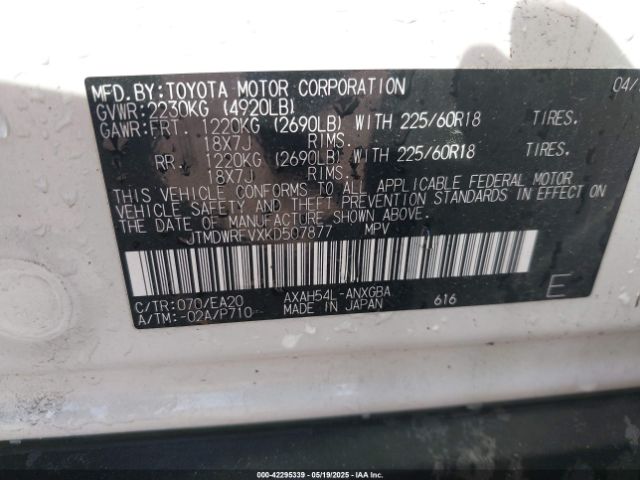 MFD.BY:TOYOTA MOTOR CORPORATION 04/
GVWR:2230KG (4920LB)
GAWR:FRT. 1220KG (2690LB) WITH 225/60R18 TIRES.
18X7J RIMS.
RR. 1220KG (2690LB) WITH 225/60R18 TIRES.
18X7J RIMS.
THIS VEHICLE CONFORMS TO ALL APPLICABLE FEDERAL MOTOR
VEHICLE SAFETY AND THEFT PREVENTION STANDARDS IN EFFECT ON
THE DATE OF MANUFACTURE SHOWN ABOVE.
JTMDWRFVXKD507877 MPV
C/TR:070/EA20 AXAH54L-ANXGBA E
A/TM:-02A/P710 MADE IN JAPAN 616
000-42295339 - 05/19/2025 - IAAI.CA